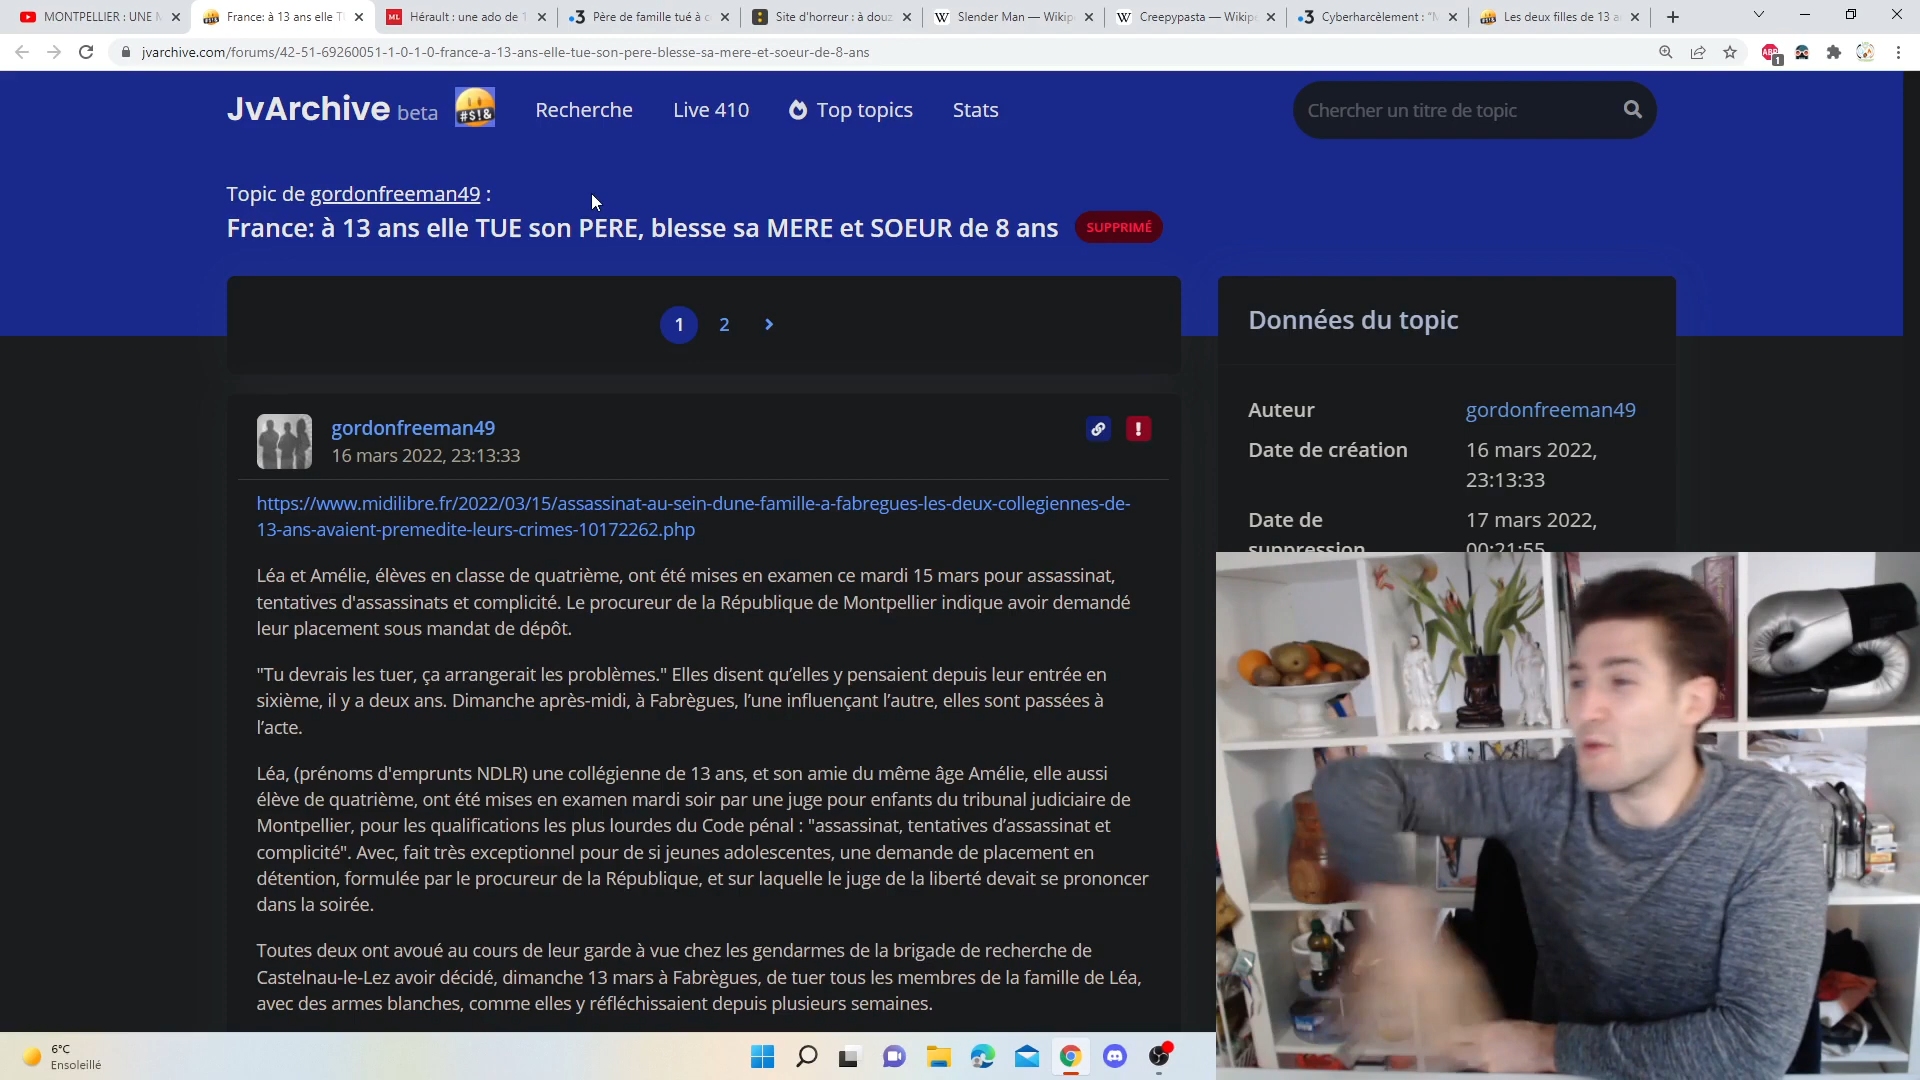 MONTPELLIER : UNE M
France: à 13 ans elle TU
Hérault : une ado de 1
Père de famille tué à c
Site d'horreur : à douz
Slender Man — Wikip
Creepypasta — Wikip
Cyberharcèlement : "M
Les deux filles de 13 a
jvarchive.com/forums/42-51-69260051-1-0-1-0-france-a-13-ans-elle-tue-son-pere-blesse-sa-mere-et-soeur-de-8-ans
ABP
1
JvArchive beta
#$!&
Recherche
Live 410
Top topics
Stats
Chercher un titre de topic
Topic de gordonfreeman49 :
France: à 13 ans elle TUE son PERE, blesse sa MERE et SOEUR de 8 ans
SUPPRIMÉ
1 2
Données du topic
Auteur gordonfreeman49
Date de création 16 mars 2022, 
23:13:33
Date de 17 mars 2022,
suppression 00:21:55
gordonfreeman49
16 mars 2022, 23:13:33
https://www.midilibre.fr/2022/03/15/assassinat-au-sein-dune-famille-a-fabregues-les-deux-collegiennes-de-
13-ans-avaient-premedite-leurs-crimes-10172262.php
Léa et Amélie, élèves en classe de quatrième, ont été mises en examen ce mardi 15 mars pour assassinat,
tentatives d'assassinats et complicité. Le procureur de la République de Montpellier indique avoir demandé
leur placement sous mandat de dépôt.
"Tu devrais les tuer, ça arrangerait les problèmes." Elles disent qu'elles y pensaient depuis leur entrée en
sixième, il y a deux ans. Dimanche après-midi, à Fabrègues, l'une influençant l'autre, elles sont passées à
l'acte.
Léa, (prénoms d'emprunts NDLR) une collégienne de 13 ans, et son amie du même âge Amélie, elle aussi
élève de quatrième, ont été mises en examen mardi soir par une juge pour enfants du tribunal judiciaire de
Montpellier, pour les qualifications les plus lourdes du Code pénal : "assassinat, tentatives d'assassinat et
complicité". Avec, fait très exceptionnel pour de si jeunes adolescentes, une demande de placement en
détention, formulée par le procureur de la République, et sur laquelle le juge de la liberté devait se prononcer
dans la soirée.
Toutes deux ont avoué au cours de leur garde à vue chez les gendarmes de la brigade de recherche de
Castelnau-le-Lez avoir décidé, dimanche 13 mars à Fabrègues, de tuer tous les membres de la famille de Léa,
avec des armes blanches, comme elles y réfléchissaient depuis plusieurs semaines.
6°C
Ensoleillé